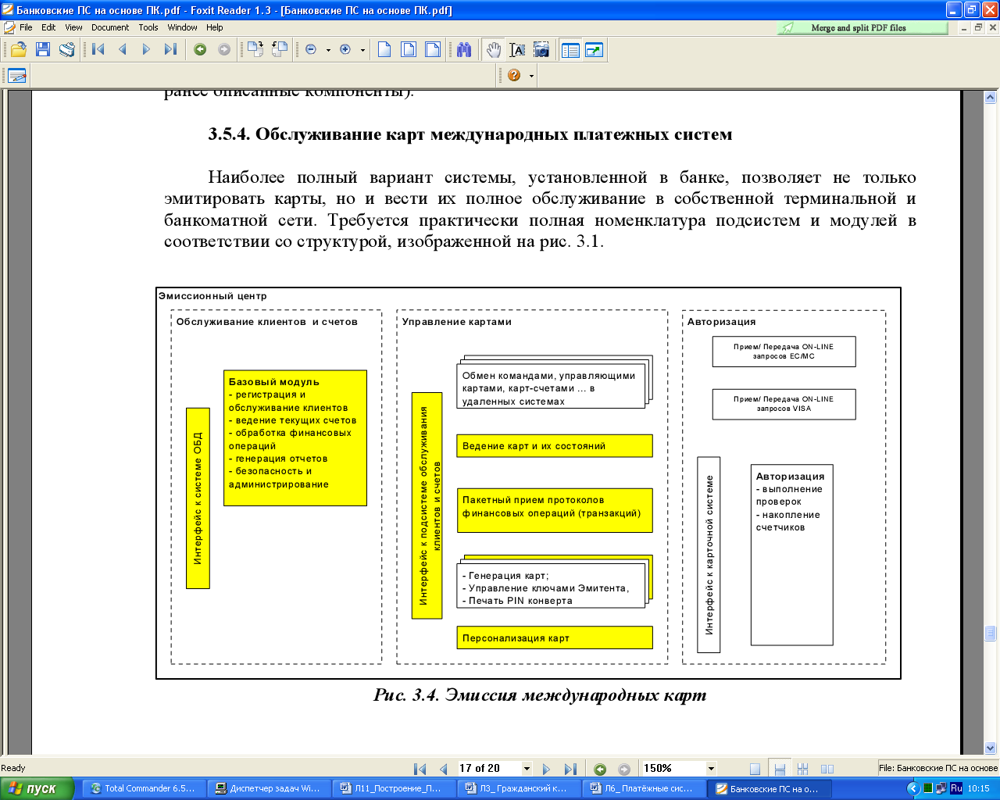 Банковские ПС на основе ПК.pdf - Foxit Reader 1.3 - [Банковские ПС на основе ПК.pdf]
File Edit View Document Tools Window Help
Merge and split PDF files
ранее описанные компоненты).
3.5.4. Обслуживание карт международных платежных систем
Наиболее полный вариант системы, установленной в банке, позволяет не только
эмитировать карты, но и вести их полное обслуживание в собственной терминальной и
банкоматной сети. Требуется практически полная номенклатура подсистем и модулей в
соответствии со структурой, изображенной на рис. 3.1.
Эмиссионный центр
Обслуживание клиентов и счетов
Интерфейс к системе ОБД
Базовый модуль
- регистрация и
обслуживание клиентов
- ведение текущих счетов
- обработка финансовых
операций
- генерация отчетов
- безопасность и
администрирование
Управление картами
Интерфейс к подсистеме обслуживания
клиентов и счетов
Обмен командами, управляющими
картами, карт-счетами ... в
удаленных системах
Ведение карт и их состояний
Пакетный прием протоколов
финансовых операций (транзакций)
- Генерация карт;
- Управление ключами Эмитента,
- Печать PIN конверта
Персонализация карт
Авторизация
Прием/ Передача ON-LINE
запросов EC/MC
Прием/ Передача ON-LINE
запросов VISA
Интерфейс к карточной системе
Авторизация
- выполнение
проверок
- накопление
счетчиков
Рис. 3.4. Эмиссия международных карт
Ready
17 of 20
150%
File: Банковские ПС на основе
пуск
Total Commander 6.5...
Диспетчер задач Wi...
Л11_Построение_П...
Л3_ Гражданский к...
Л6_ Платёжные сис...
Банковские ПС на о...
Ru
10:15